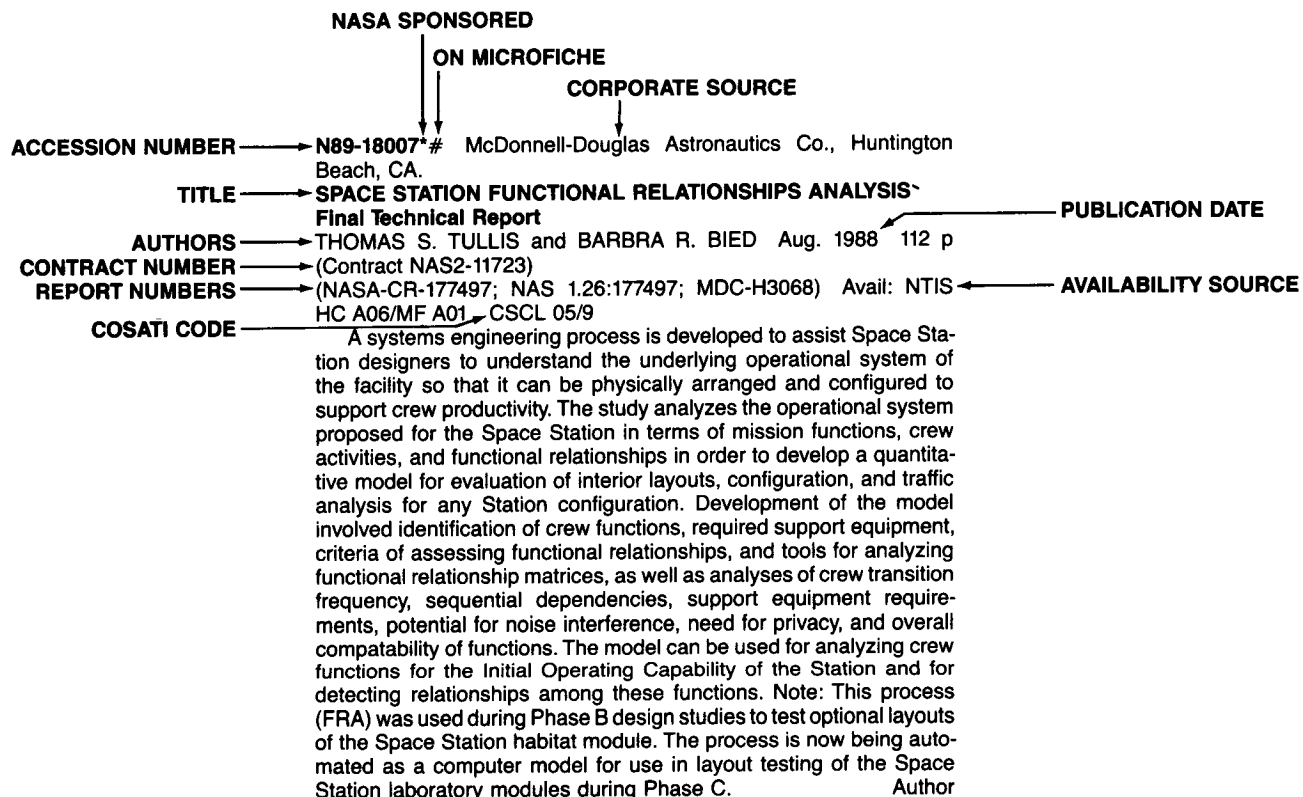 NASA SPONSORED
ON MICROFICHE
CORPORATE SOURCE
ACCESSION NUMBER N89-18007*# McDonnell-Douglas Astronautics Co., Huntington
Beach, CA.
TITLE SPACE STATION FUNCTIONAL RELATIONSHIPS ANALYSIS
Final Technical Report
PUBLICATION DATE
AUTHORS THOMAS S. TULLIS and BARBRA R. BIED Aug. 1988 112 p
CONTRACT NUMBER (Contract NAS2-11723)
REPORT NUMBERS (NASA-CR-177497; NAS 1.26:177497; MDC-H3068) Avail: NTIS AVAILABILITY SOURCE
HC A06/MF A01 CSCL 05/9
COSATI CODE
A systems engineering process is developed to assist Space Sta-
tion designers to understand the underlying operational system of
the facility so that it can be physically arranged and configured to
support crew productivity. The study analyzes the operational system
proposed for the Space Station in terms of mission functions, crew
activities, and functional relationships in order to develop a quantita-
tive model for evaluation of interior layouts, configuration, and traffic
analysis for any Station configuration. Development of the model
involved identification of crew functions, required support equipment,
criteria of assessing functional relationships, and tools for analyzing
functional relationship matrices, as well as analyses of crew transition
frequency, sequential dependencies, support equipment require-
ments, potential for noise interference, need for privacy, and overall
compatability of functions. The model can be used for analyzing crew
functions for the Initial Operating Capability of the Station and for
detecting relationships among these functions. Note: This process
(FRA) was used during Phase B design studies to test optional layouts
of the Space Station habitat module. The process is now being auto-
mated as a computer model for use in layout testing of the Space
Station laboratory modules during Phase C. Author